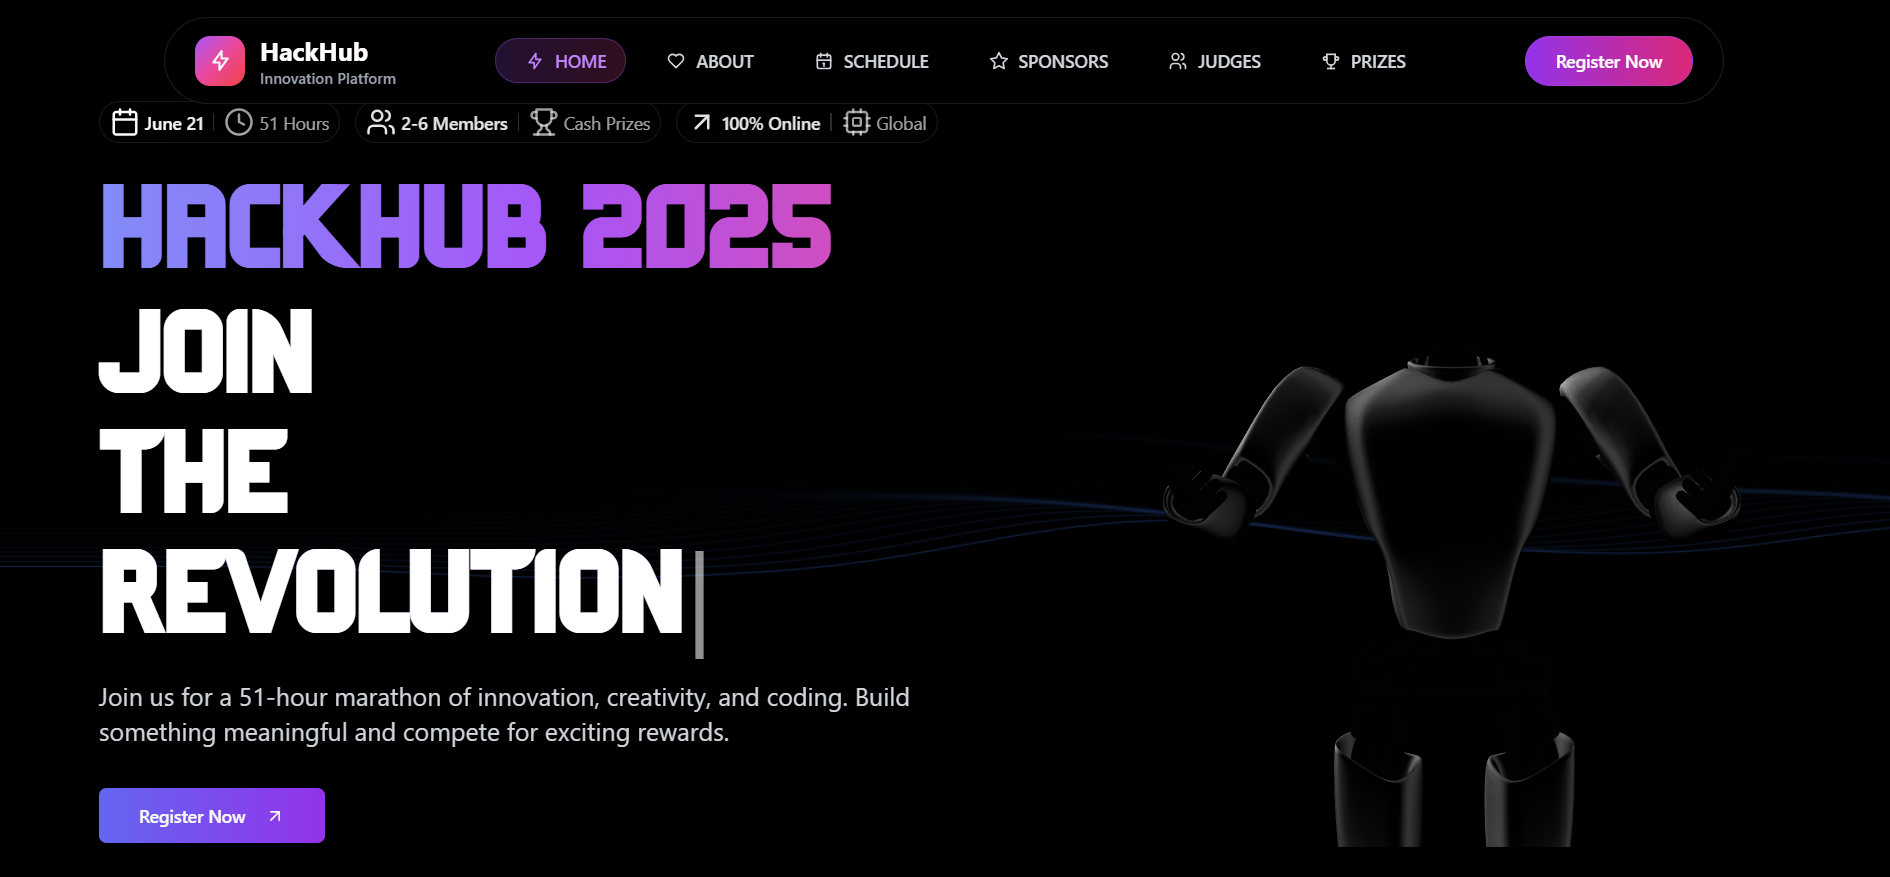 HackHub
Innovation Platform
HOME
ABOUT
SCHEDULE
SPONSORS
JUDGES
PRIZES
Register Now
June 21
51 Hours
2-6 Members
Cash Prizes
100% Online
Global
HACKHUB 2025
JOIN
THE
REVOLUTION
Join us for a 51-hour marathon of innovation, creativity, and coding. Build
something meaningful and compete for exciting rewards.
Register Now